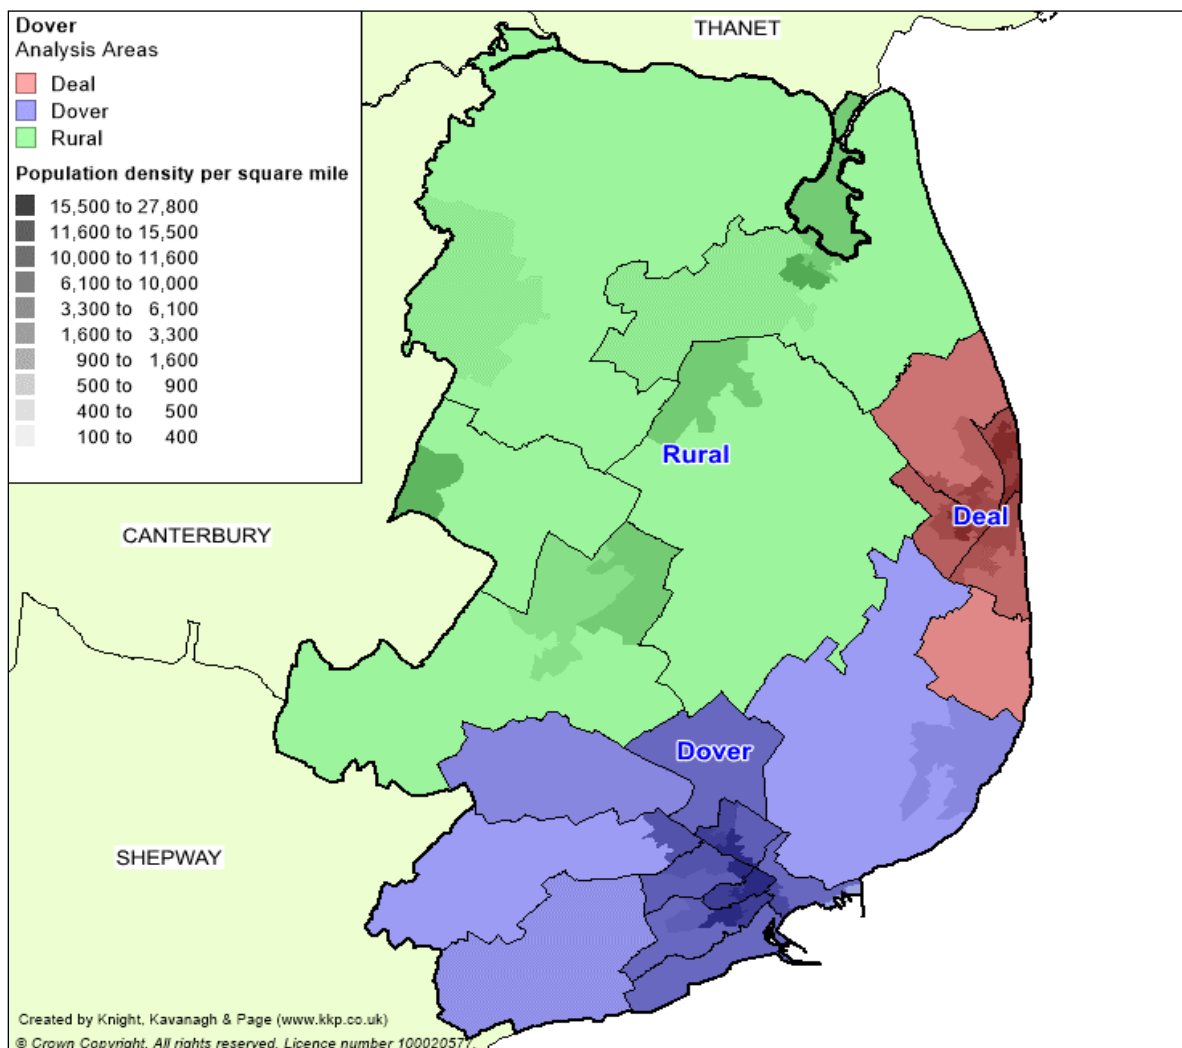 Dover
Analysis Areas
Deal
Dover
Rural
Population density per square mile
15,500 to 27,800
11,600 to 15,500
10,000 to 11,600
6,100 to 10,000
3,300 to 6,100
1,600 to 3,300
900 to 1,600
500 to 900
400 to 500
100 to 400
THANET
Rural
Deal
CANTERBURY
Dover
SHEPWAY
Created by Knight, Kavanagh & Page (www.kkp.co.uk)
© Crown Copyright. All rights reserved. Licence number 100020577.